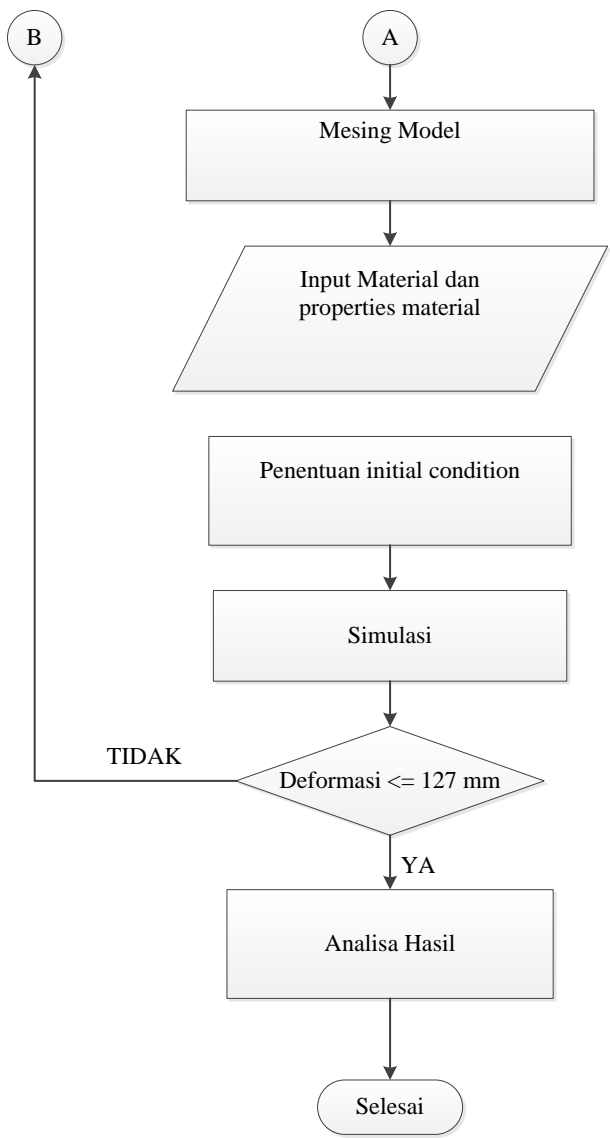 B
A
Mesing Model
Input Material dan
properties material
Penentuan initial condition
Simulasi
TIDAK
Deformasi <= 127 mm
YA
Analisa Hasil
Selesai